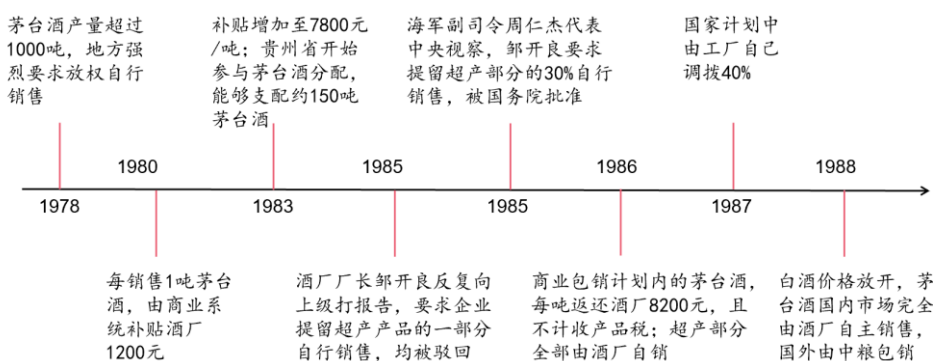 茅台酒产量超过
1000吨，地方强
烈要求放权自行
销售
补贴增加至7800元
/吨；贵州省开始
参与茅台酒分配，
能够支配约150吨
茅台酒
海军副司令周仁杰代表
中央视察，邹开良要求
提留超产部分的30%自行
销售，被国务院批准
国家计划中
由工厂自己
调拨40%
1980
1985
1986
1988
1978
1983
1985
1987
每销售1吨茅台
酒，由商业系
统补贴酒厂
1200元
酒厂厂长邹开良反复向
上级打报告，要求企业
提留超产产品的一部分
自行销售，均被驳回
商业包销计划内的茅台酒，
每吨返还酒厂8200元，且
不计收产品税；超产部分
全部由酒厂自销
白酒价格放开，茅
台酒国内市场完全
由酒厂自主销售，
国外由中粮包销